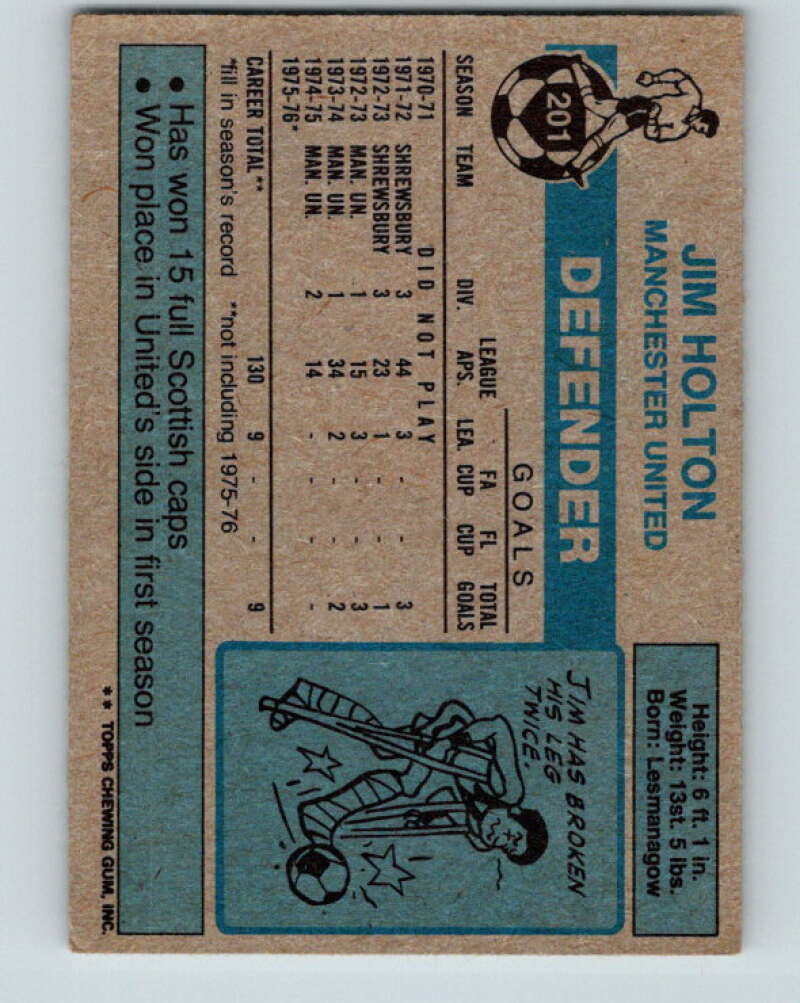 201
JIM HOLTON
MANCHESTER UNITED
DEFENDER
Height: 6 ft. 1 in.
Weight: 13st. 5 lbs.
Born: Lesmanagow
GOALS
LEAGUE FA FL TOTAL
SEASON TEAM DIV. APS. LEA. CUP CUP GOALS
1970-71 DID NOT PLAY
1971-72 SHREWSBURY 3 44 3 - - 3
1972-73 SHREWSBURY 3 23 1 - - 1
1972-73 MAN. UN. 1 15 3 - - 3
1973-74 MAN. UN. 1 34 2 - - 2
1974-75 MAN. UN. 2 14 - - - -
1975-76*
CAREER TOTAL** 130 9 - - 9
*fill in season's record **not including 1975-76
JIM HAS BROKEN
HIS LEG
TWICE.
• Has won 15 full Scottish caps
• Won place in United's side in first season
** TOPPS CHEWING GUM, INC.